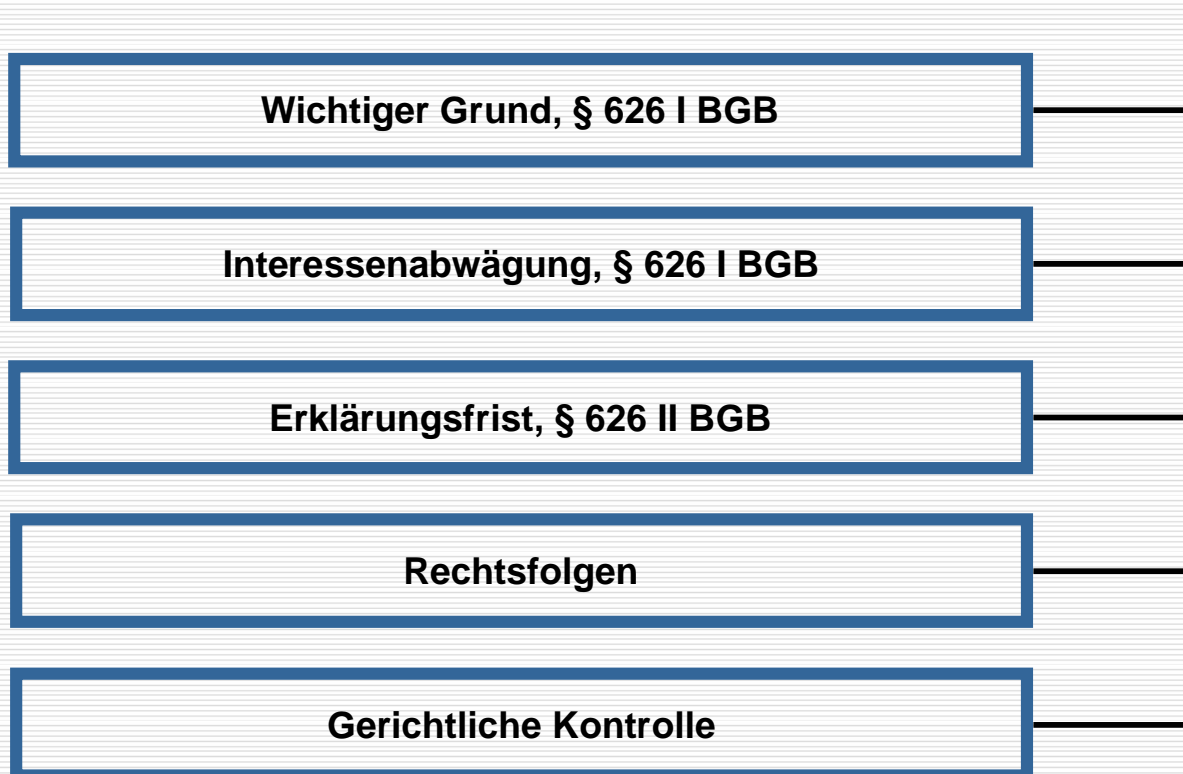 Wichtiger Grund, § 626 I BGB
Interessenabwägung, § 626 I BGB
Erklärungsfrist, § 626 II BGB
Rechtsfolgen
Gerichtliche Kontrolle